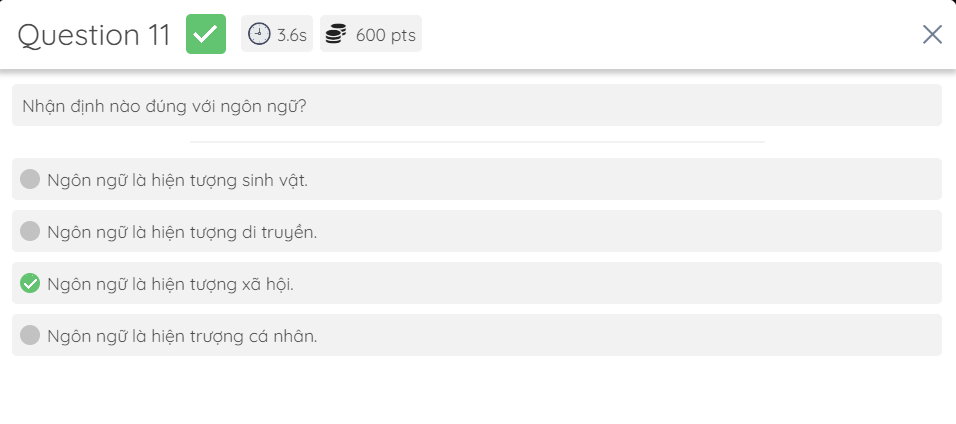 Question 11 3.6s 600 pts
Nhận định nào đúng với ngôn ngữ?
Ngôn ngữ là hiện tượng sinh vật.
Ngôn ngữ là hiện tượng di truyền.
Ngôn ngữ là hiện tượng xã hội.
Ngôn ngữ là hiện trượng cá nhân.